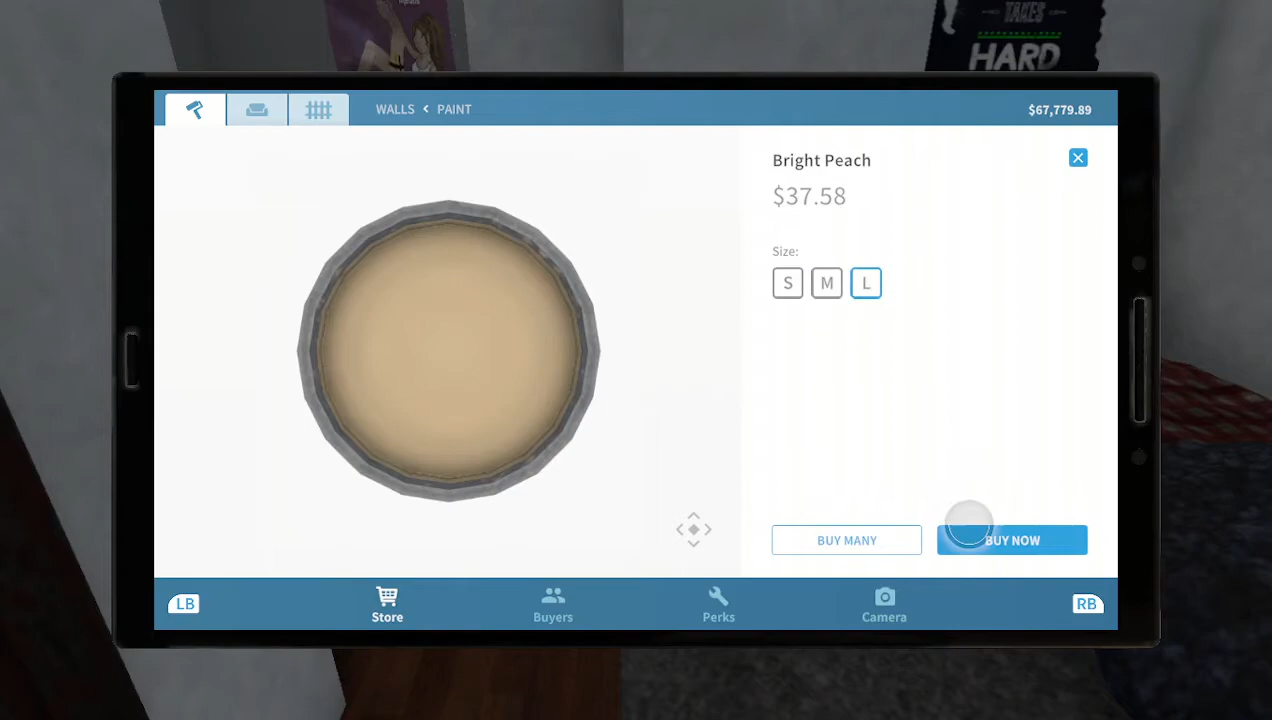 TAKES
HARD
WALLS < PAINT
$67,779.89
Bright Peach
$37.58
Size:
S M L
BUY MANY
BUY NOW
LB
Store
Buyers
Perks
Camera
RB